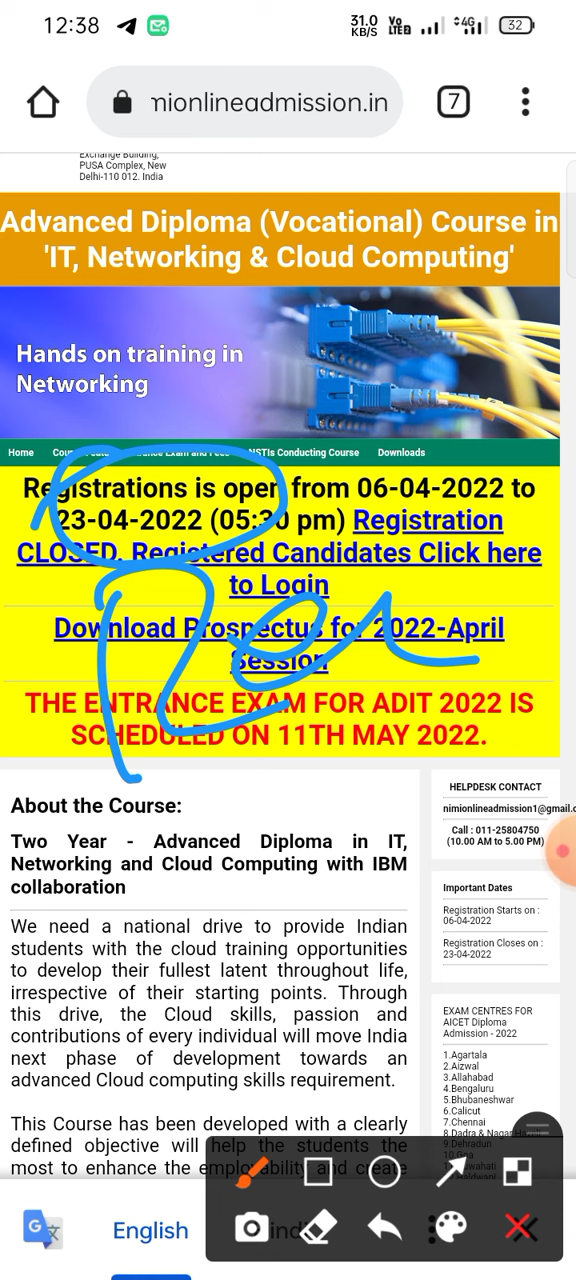 12:38
31.0 KB/S
Vo LTE2
4G
32
nionlineadmission.in
7
Exchange Building,
PUSA Complex, New
Delhi-110 012. India
Advanced Diploma (Vocational) Course in
'IT, Networking & Cloud Computing'
Hands on training in
Networking
Home
NSTIs Conducting Course
Downloads
Registrations is open from 06-04-2022 to
23-04-2022 (05:30 pm) Registration
CLOSED. Registered Candidates Click here
to Login
Download Prospectus for 2022-April
Session
THE ENTRANCE EXAM FOR ADIT 2022 IS
SCHEDULED ON 11TH MAY 2022.
About the Course:
Two Year - Advanced Diploma in IT,
Networking and Cloud Computing with IBM
collaboration
We need a national drive to provide Indian
students with the cloud training opportunities
to develop their fullest latent throughout life,
irrespective of their starting points. Through
this drive, the Cloud skills, passion and
contributions of every individual will move India
next phase of development towards an
advanced Cloud computing skills requirement.
This Course has been developed with a clearly
defined objective will help the students the
most to enhance the employability and create
HELPDESK CONTACT
nimionlineadmission1@gmail.c
Call : 011-25804750
(10.00 AM to 5.00 PM)
Important Dates
Registration Starts on :
06-04-2022
Registration Closes on :
23-04-2022
EXAM CENTRES FOR
AICET Diploma
Admission - 2022
1.Agartala
2.Aizwal
3.Allahabad
4.Bengaluru
5.Bhubaneshwar
6.Calicut
7.Chennai
8.Dadra & Nagar
9.Dehradun
10.Goa
English